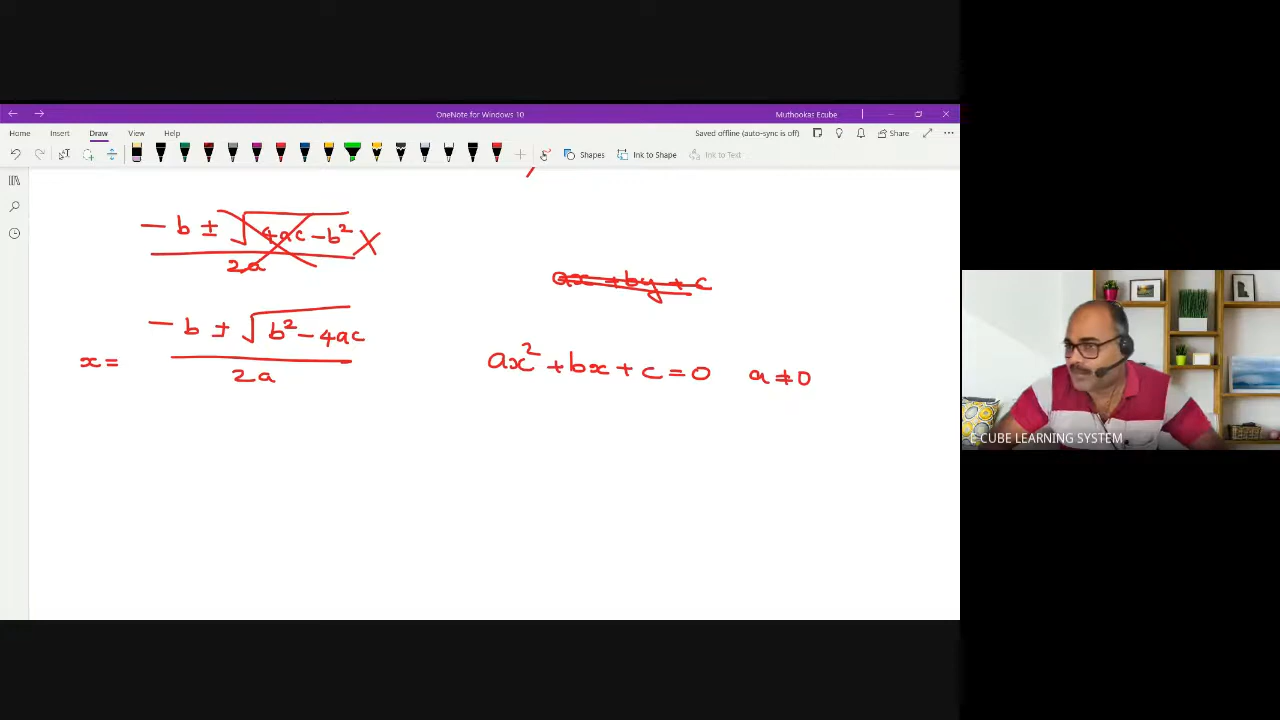 OneNote for Windows 10
Muthookas Ecube
Home Insert Draw View Help
Saved offline (auto-sync is off) Share
Shapes Ink to Shape Ink to Text
− b ± √4ac − b² X
2a
ax + by + c
− b ± √b² − 4ac
x =
2a
ax² + bx + c = 0 a ≠ 0
E CUBE LEARNING SYSTEM